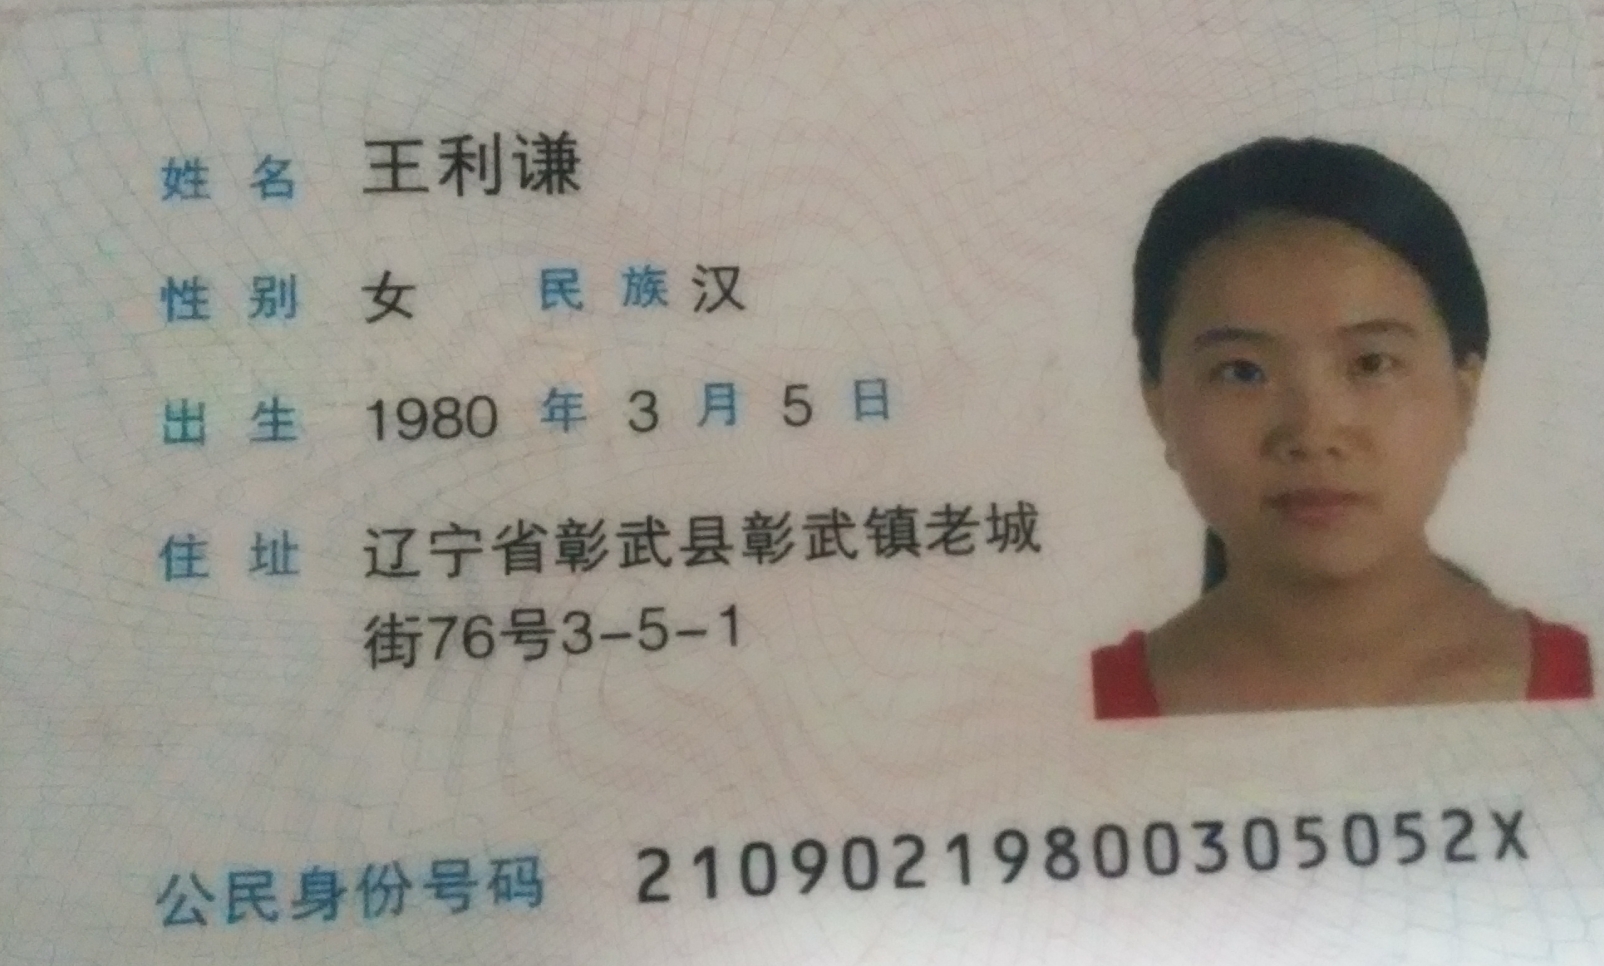 姓名 王利谦
性别 女 民族 汉
出生 1980 年 3 月 5 日
住址 辽宁省彰武县彰武镇老城
街76号3-5-1
公民身份号码 21090219800305052X